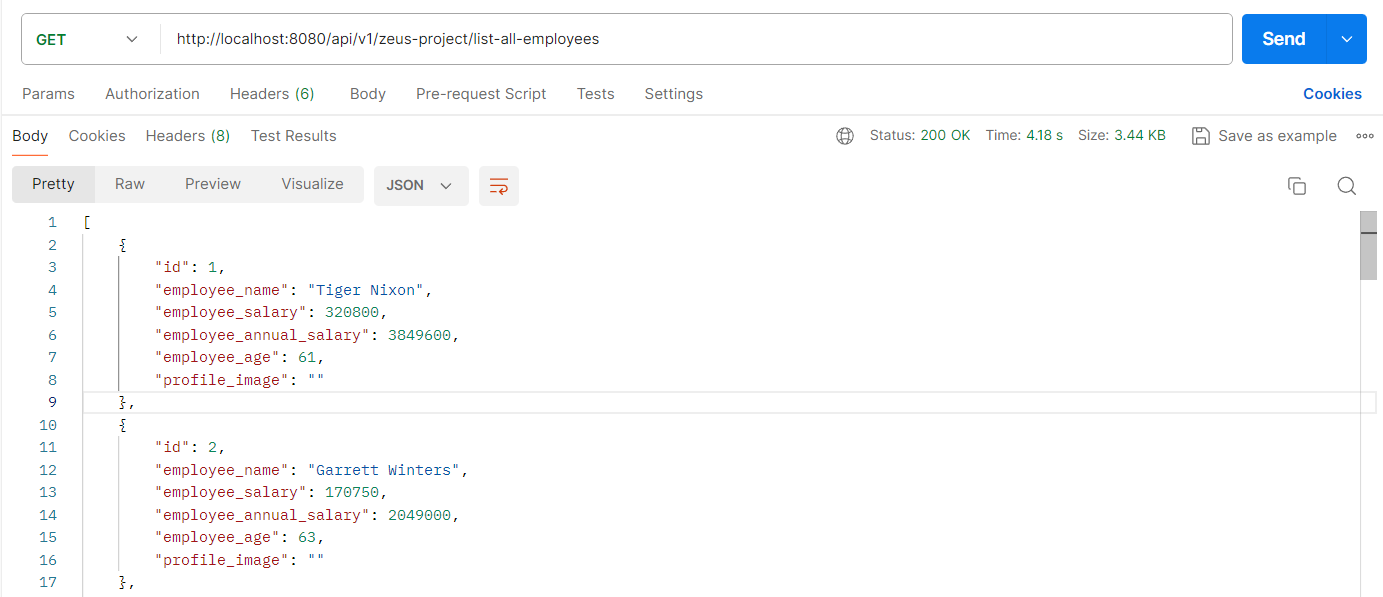 GET http://localhost:8080/api/v1/zeus-project/list-all-employees Send
Params Authorization Headers (6) Body Pre-request Script Tests Settings Cookies
Body Cookies Headers (8) Test Results Status: 200 OK Time: 4.18 s Size: 3.44 KB Save as example
Pretty Raw Preview Visualize JSON
1 [
2 {
3 "id": 1,
4 "employee_name": "Tiger Nixon",
5 "employee_salary": 320800,
6 "employee_annual_salary": 3849600,
7 "employee_age": 61,
8 "profile_image": ""
9 },
10 {
11 "id": 2,
12 "employee_name": "Garrett Winters",
13 "employee_salary": 170750,
14 "employee_annual_salary": 2049000,
15 "employee_age": 63,
16 "profile_image": ""
17 },